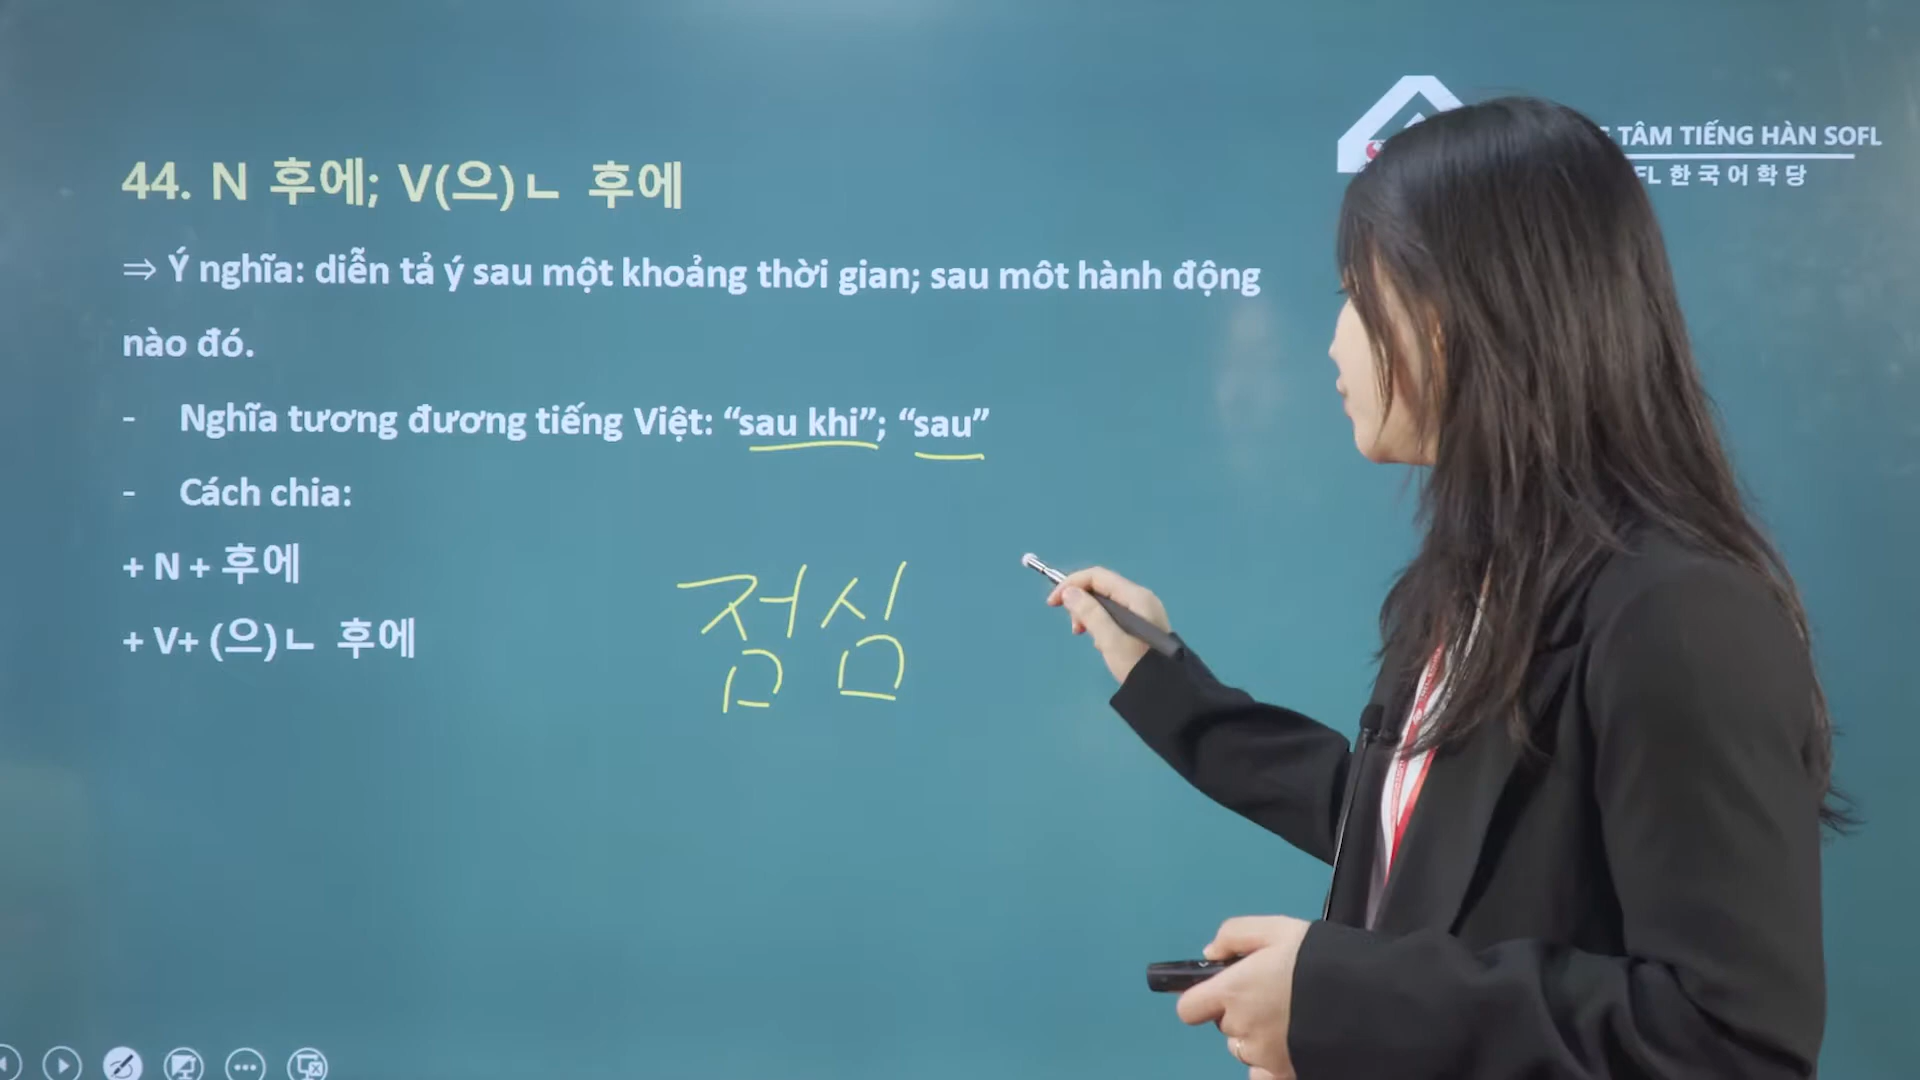 TÂM TIẾNG HÀN SOFL
한국어학당
44. N 후에; V(으)ㄴ 후에
⇒ Ý nghĩa: diễn tả ý sau một khoảng thời gian; sau môt hành động
nào đó.
- Nghĩa tương đương tiếng Việt: “sau khi”; “sau”
- Cách chia:
+ N + 후에
+ V+ (으)ㄴ 후에
점심